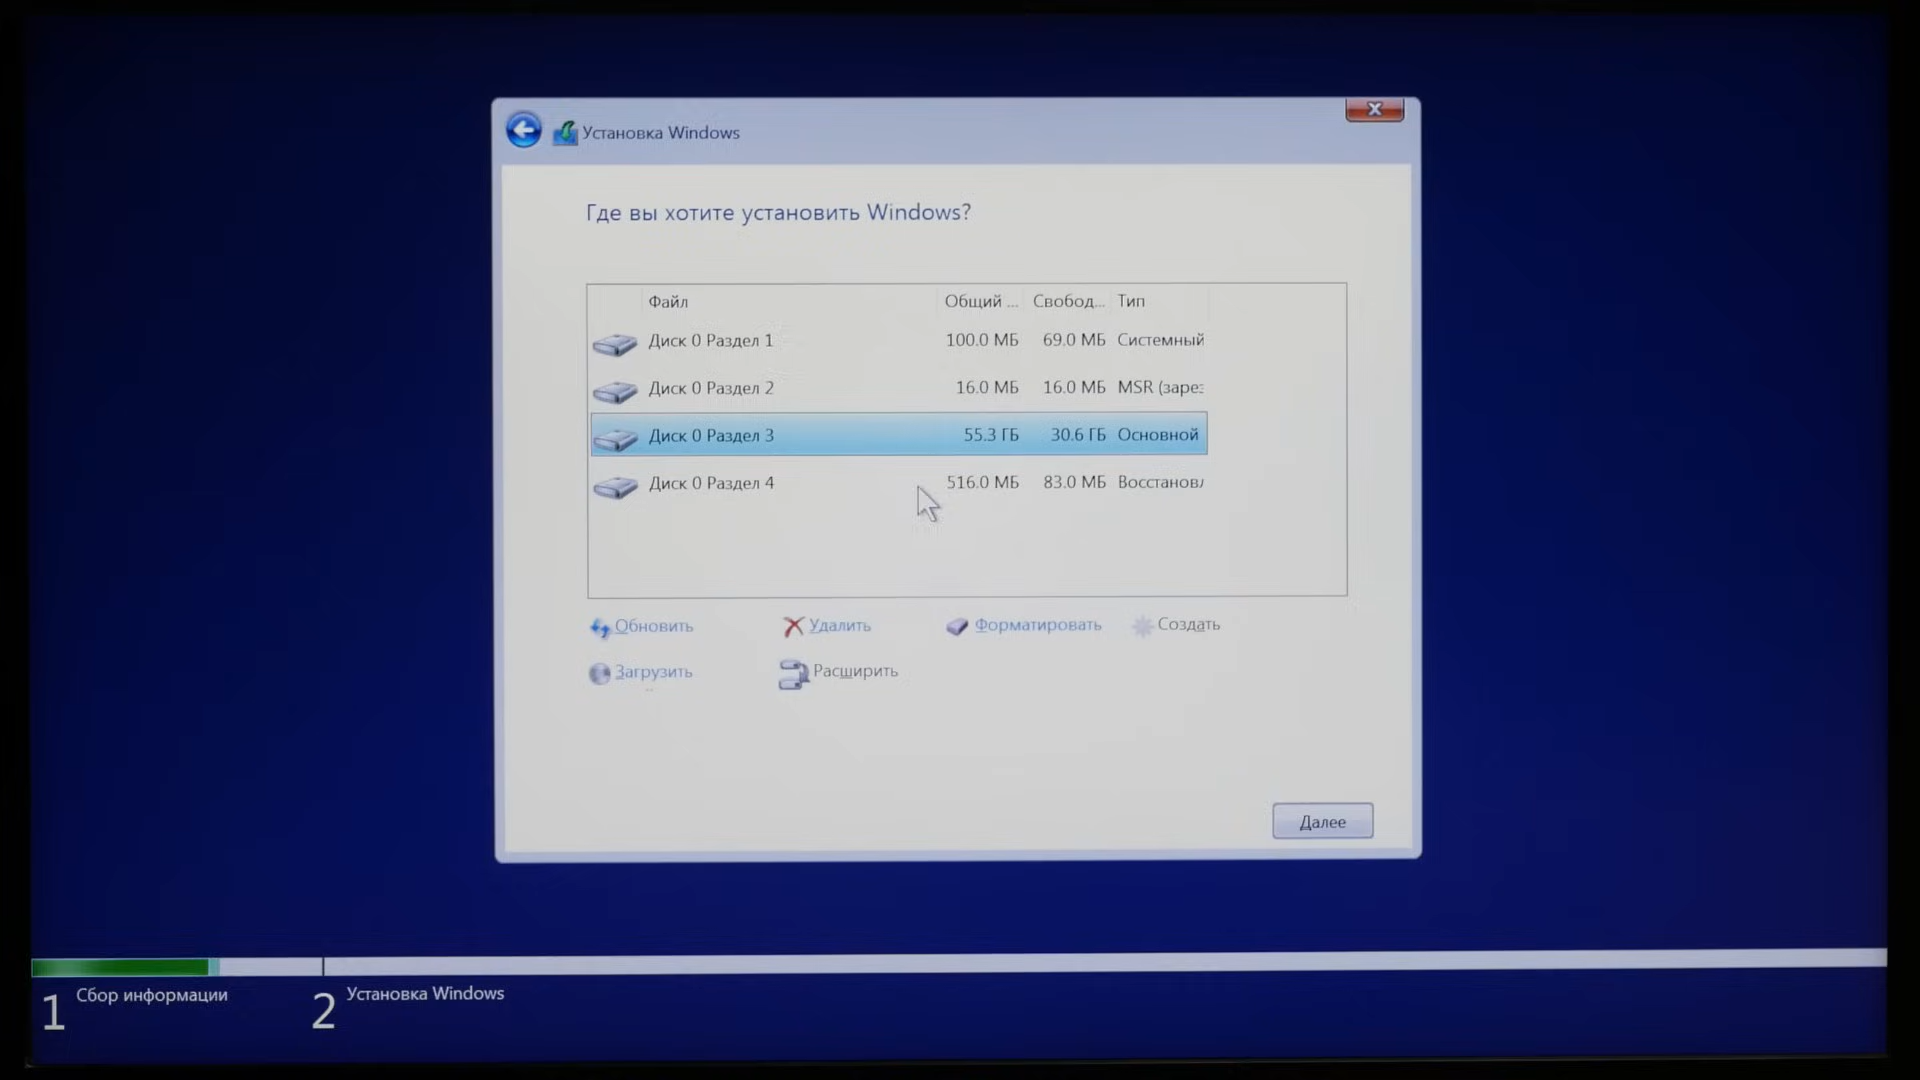 Установка Windows
Где вы хотите установить Windows?
Файл Общий ... Свобод... Тип
Диск 0 Раздел 1 100.0 МБ 69.0 МБ Системный
Диск 0 Раздел 2 16.0 МБ 16.0 МБ MSR (заре
Диск 0 Раздел 3 55.3 ГБ 30.6 ГБ Основной
Диск 0 Раздел 4 516.0 МБ 83.0 МБ Восстанов
Обновить Удалить Форматировать Создать
Загрузить Расширить
Далее
1 Сбор информации 2 Установка Windows